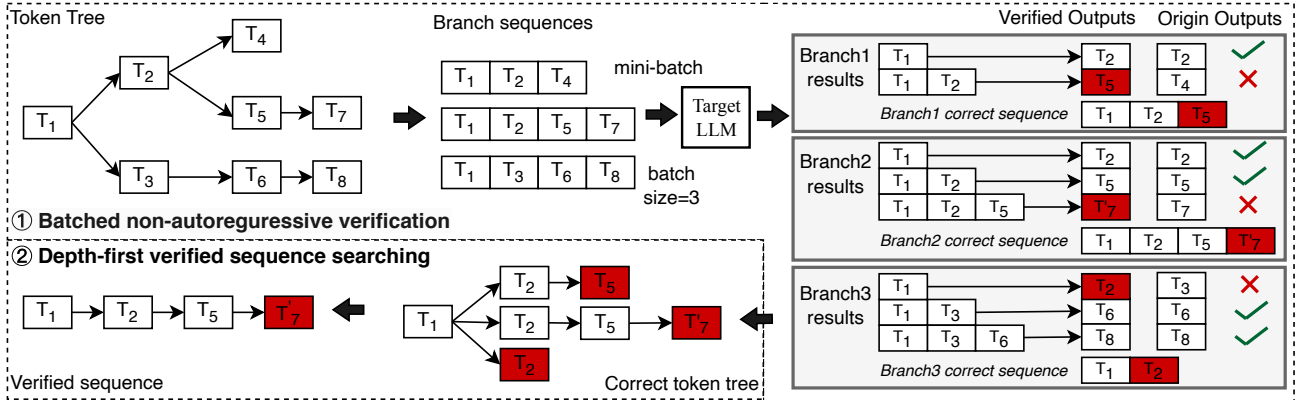 Token Tree
T1
T2
T4
T5
T7
T3
T6
T8
Branch sequences
T1 T2 T4
T1 T2 T5 T7
T1 T3 T6 T8
mini-batch
batch
size=3
Target
LLM
① Batched non-autoreguressive verification
Verified Outputs Origin Outputs
Branch1
results
T1 T2 T2
T1 T2 T5 T4
Branch1 correct sequence T1 T2 T5
Branch2
results
T1 T2 T2
T1 T2 T5 T5
T1 T2 T5 T'7 T7
Branch2 correct sequence T1 T2 T5 T'7
Branch3
results
T1 T2 T3
T1 T3 T6 T6
T1 T3 T6 T8 T8
Branch3 correct sequence T1 T2
② Depth-first verified sequence searching
T1 T2 T5 T'7
Verified sequence
T1
T2 T5
T2 T5 T'7
T2
Correct token tree